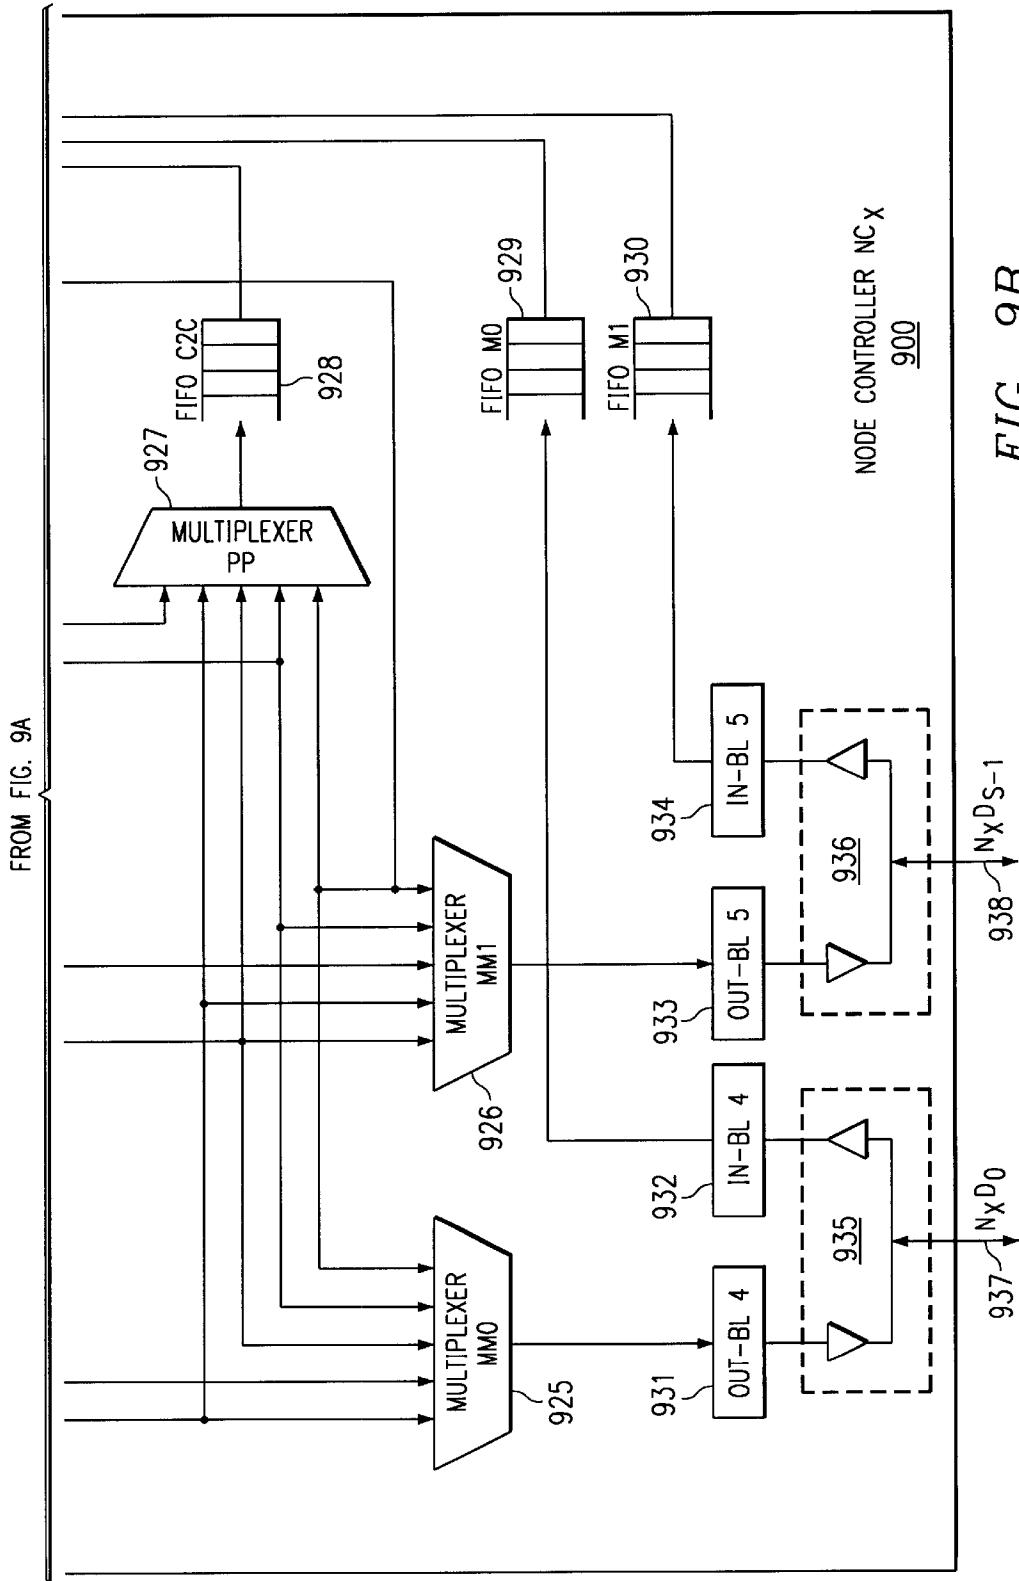 FROM FIG. 9A
927
MULTIPLEXER
PP
FIFO C2C
928
MULTIPLEXER
MM0
925
MULTIPLEXER
MM1
926
FIFO M0
929
FIFO M1
930
931
OUT-BL 4
932
IN-BL 4
933
OUT-BL 5
934
IN-BL 5
935
936
937
NXD0
938
NXDS-1
NODE CONTROLLER NCX
900
FIG. 9B